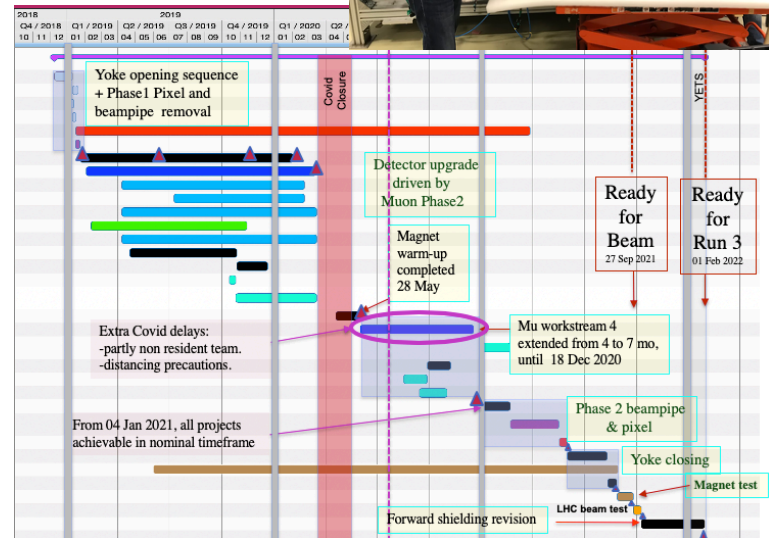 2018
2019
Q4 / 2018
Q1 / 2019
Q2 / 2019
Q3 / 2019
Q4 / 2019
Q1 / 2020
Q2 /
10 11 12 01 02 03 04 05 06 07 08 09 10 11 12 01 02 03 04 0
Yoke opening sequence
+ Phase1 Pixel and
beampipe removal
Covid
Closure
YETS
Detector upgrade
driven by
Muon Phase2
Ready
for
Beam
27 Sep 2021
Ready
for
Run 3
01 Feb 2022
Magnet
warm-up
completed
28 May
Extra Covid delays:
-partly non resident team.
-distancing precautions.
Mu workstream 4
extended from 4 to 7 mo,
until 18 Dec 2020
From 04 Jan 2021, all projects
achievable in nominal timeframe
Phase 2 beampipe
& pixel
Yoke closing
Magnet test
LHC beam test
Forward shielding revision